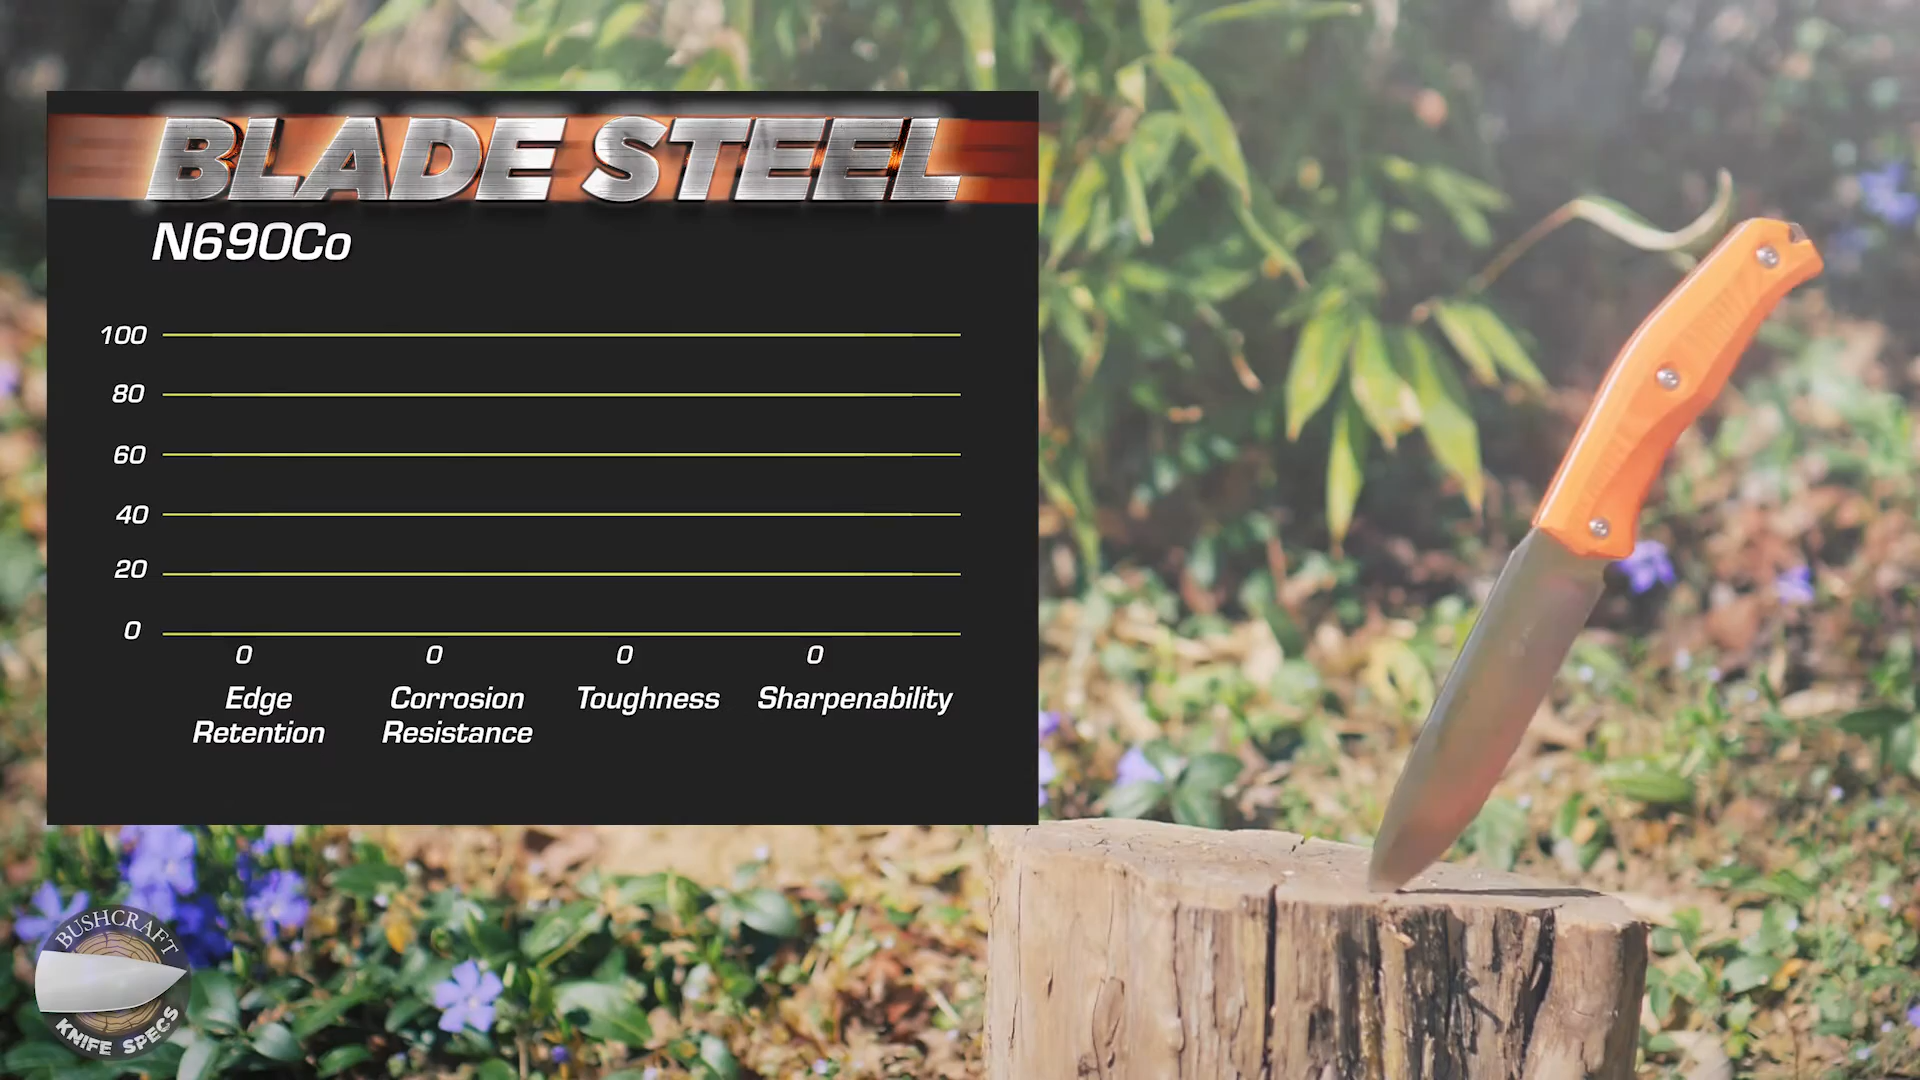 BLADE STEEL
N690Co
100
80
60
40
20
0
0 0 0 0
Edge Retention
Corrosion Resistance
Toughness
Sharpenability
BUSHCRAFT
KNIFE SPECS